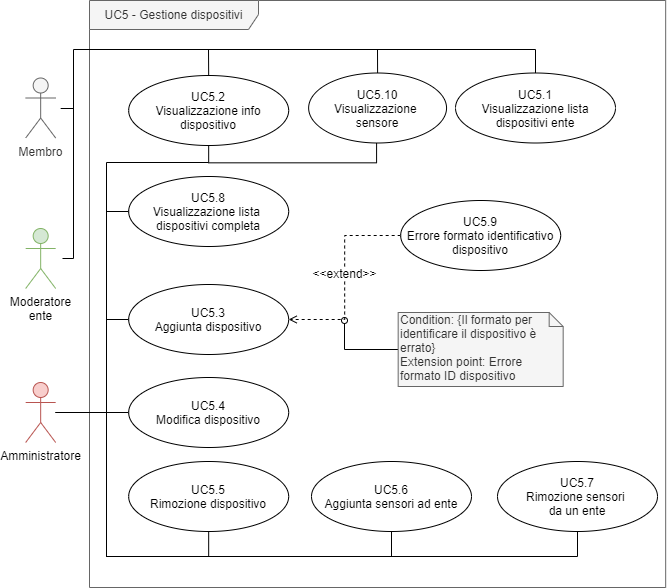 UC5 - Gestione dispositivi
UC5.2
Visualizzazione info
dispositivo
UC5.10
Visualizzazione
sensore
UC5.1
Visualizzazione lista
dispositivi ente
Membro
UC5.8
Visualizzazione lista
dispositivi completa
UC5.9
Errore formato identificativo
dispositivo
Moderatore
ente
<<extend>>
UC5.3
Aggiunta dispositivo
Condition: {Il formato per
identificare il dispositivo è
errato}
Extension point: Errore
formato ID dispositivo
UC5.4
Modifica dispositivo
Amministratore
UC5.5
Rimozione dispositivo
UC5.6
Aggiunta sensori ad ente
UC5.7
Rimozione sensori
da un ente